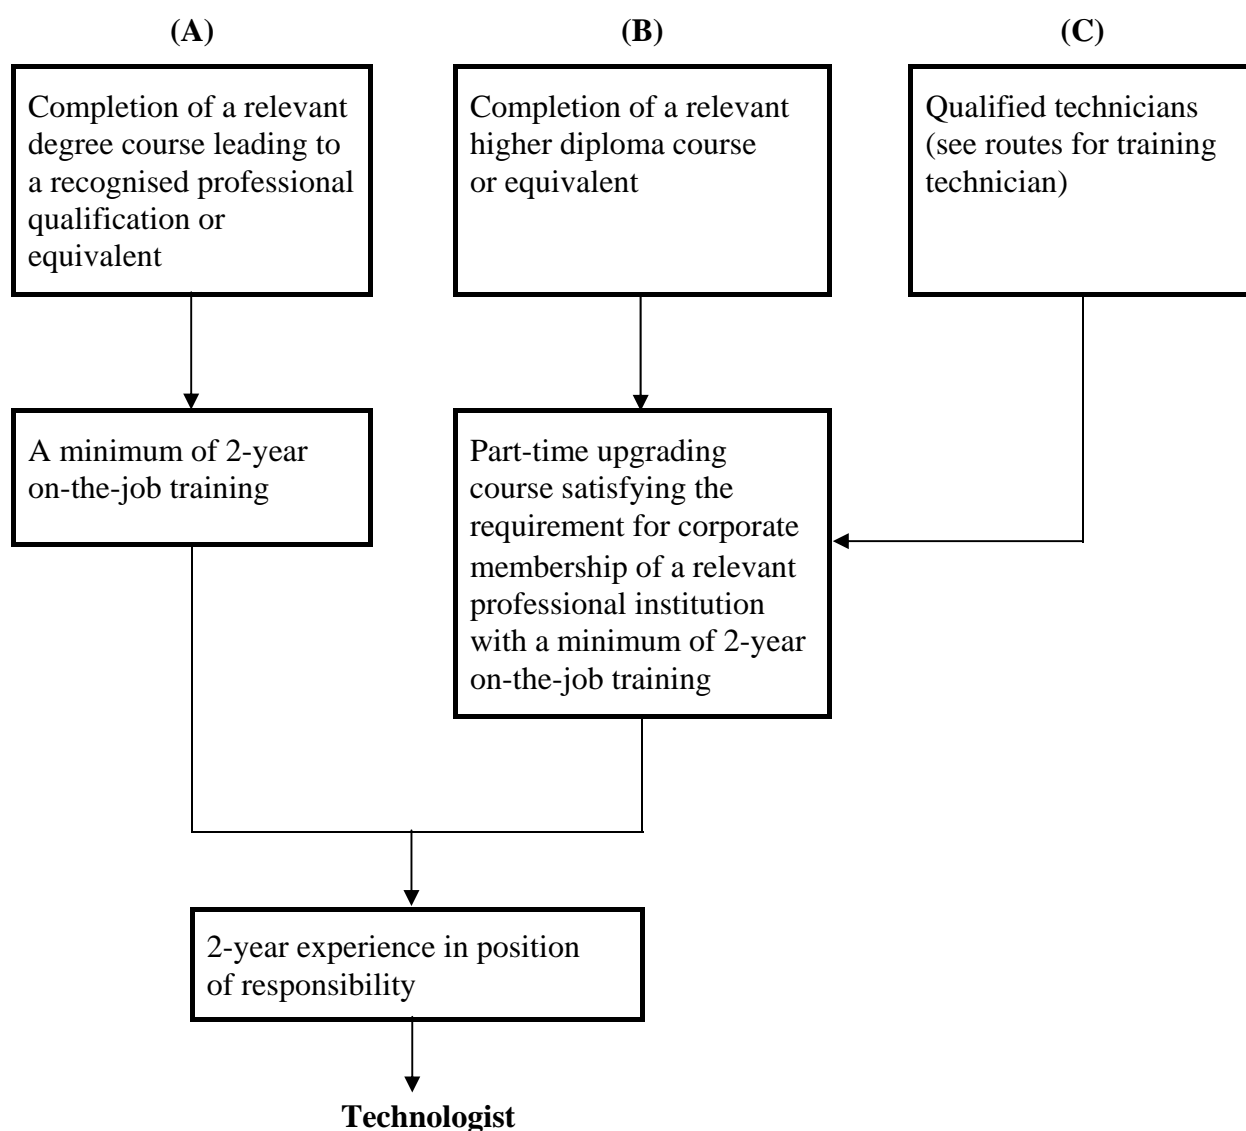 (A)
(B)
(C)
Completion of a relevant
degree course leading to
a recognised professional
qualification or
equivalent
Completion of a relevant
higher diploma course
or equivalent
Qualified technicians
(see routes for training
technician)
A minimum of 2-year
on-the-job training
Part-time upgrading
course satisfying the
requirement for corporate
membership of a relevant
professional institution
with a minimum of 2-year
on-the-job training
2-year experience in position
of responsibility
Technologist